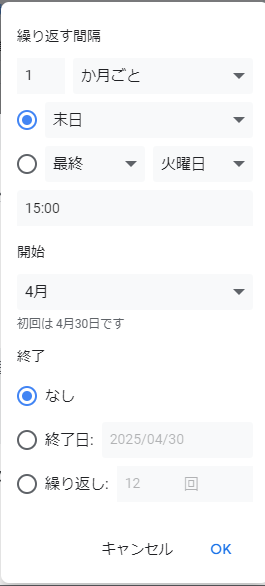 繰り返す間隔
1 か月ごと
末日
最終 火曜日
15:00
開始
4月
初回は 4月30日です
終了
なし
終了日: 2025/04/30
繰り返し: 12 回
キャンセル OK